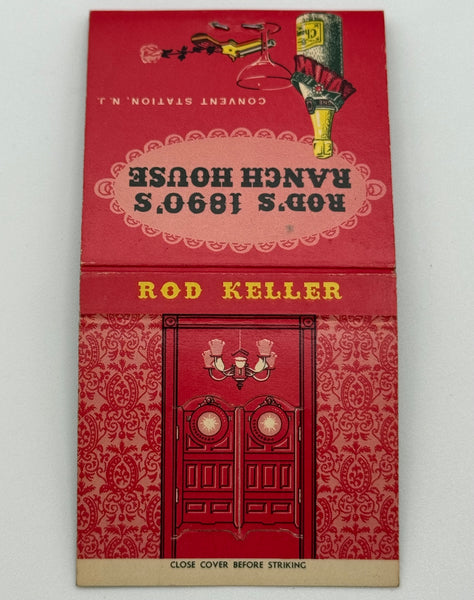 CONVENT STATION, N.J.
ROD'S 1890'S
RANCH HOUSE
ROD KELLER
CLOSE COVER BEFORE STRIKING